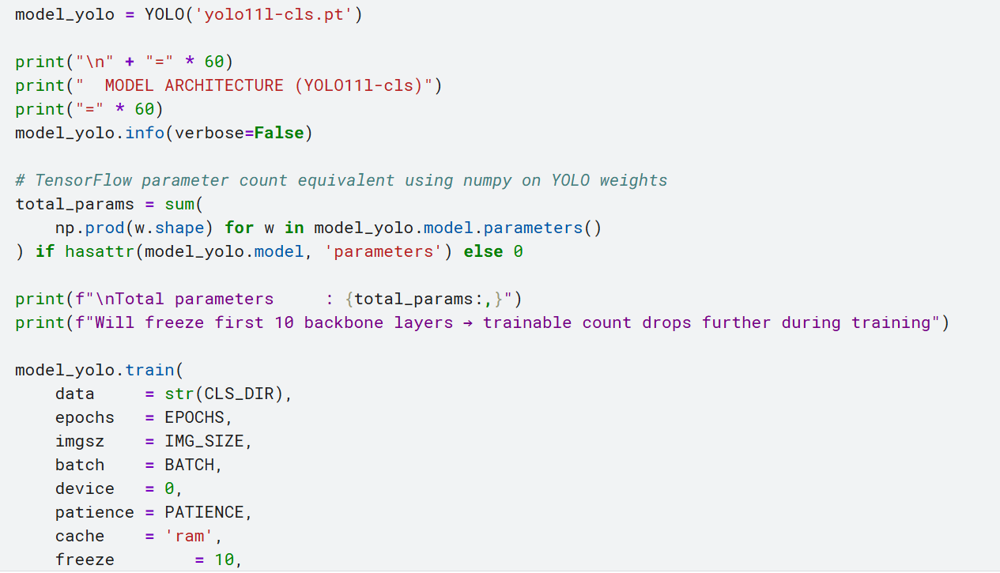 model_yolo = YOLO('yolo11l-cls.pt')
print("\n" + "=" * 60)
print("  MODEL ARCHITECTURE (YOLO11l-cls)")
print("=" * 60)
model_yolo.info(verbose=False)
# TensorFlow parameter count equivalent using numpy on YOLO weights
total_params = sum(
    np.prod(w.shape) for w in model_yolo.model.parameters()
) if hasattr(model_yolo.model, 'parameters') else 0
print(f"\nTotal parameters     : {total_params:,}")
print(f"Will freeze first 10 backbone layers → trainable count drops further during training")
model_yolo.train(
    data     = str(CLS_DIR),
    epochs   = EPOCHS,
    imgsz    = IMG_SIZE,
    batch    = BATCH,
    device   = 0,
    patience = PATIENCE,
    cache    = 'ram',
    freeze        = 10,